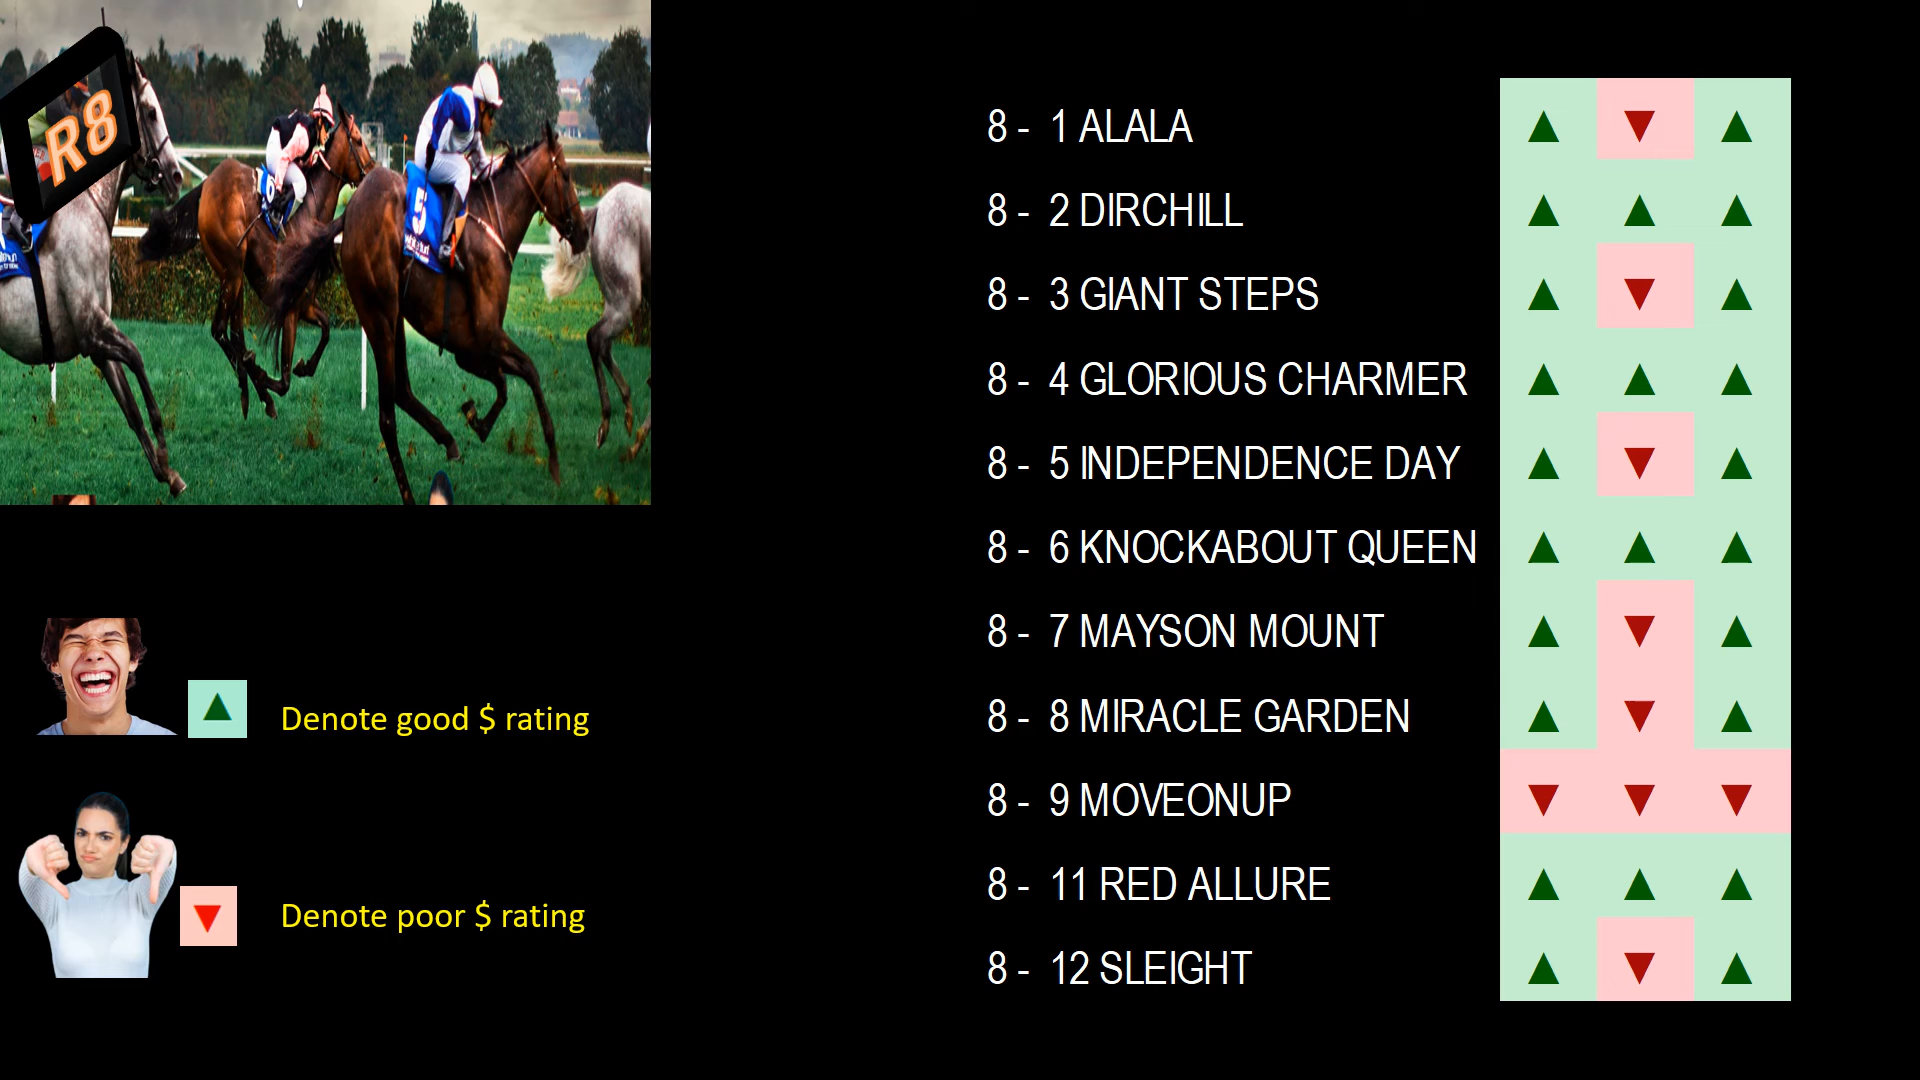 R8
6
5
8 - 1 ALALA ▲ ▼ ▲
8 - 2 DIRCHILL ▲ ▲ ▲
8 - 3 GIANT STEPS ▲ ▼ ▲
8 - 4 GLORIOUS CHARMER ▲ ▲ ▲
8 - 5 INDEPENDENCE DAY ▲ ▼ ▲
8 - 6 KNOCKABOUT QUEEN ▲ ▲ ▲
8 - 7 MAYSON MOUNT ▲ ▼ ▲
8 - 8 MIRACLE GARDEN ▲ ▼ ▲
8 - 9 MOVEONUP ▼ ▼ ▼
8 - 11 RED ALLURE ▲ ▲ ▲
8 - 12 SLEIGHT ▲ ▼ ▲
▲ Denote good $ rating
▼ Denote poor $ rating